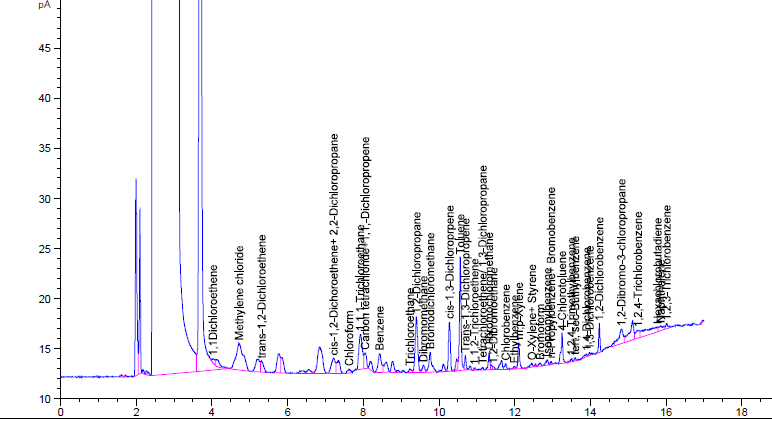 pA
45
40
35
30
25
20
15
10
0
2
4
6
8
10
12
14
16
18
1,1Dichloroethene
Methylene chloride
trans-1,2-Dichloroethene
cis-1,2-Dichoroethene+ 2,2-Dichloropropane
Chloroform
1,1,1-Trichloroethane
Carbon tetrachloride+1,1,-Dichloropropene
Benzene
Trichloroethene
1,2-Dichloropropane
Dibromomethane
Bromodichloromethane
cis-1,3-Dichloroprpene
Toluene
Trans-1,3-Dichloropropene
1,1,2-Trichloroethene
Tetrachloroethene/1,3-Dichloropropane
1,2-Dibromoethane
Chlorobenzene
Ethylbenzene
m+p-Xylene
O-Xylene+ Styrene
Bromoform
Bromobenzene
4-Chlorotoluene
1,2-Dichlorobenzene
1,2-Dibromo-3-chloropropane
1,2,4-Trichlorobenzene
Hexachlorobutadiene
1,2,3-Trichlorobenzene